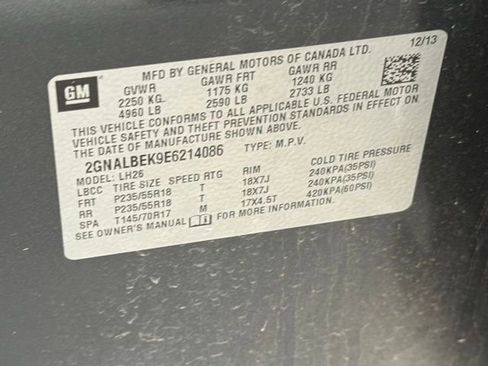 GM
MFD BY GENERAL MOTORS OF CANADA LTD. 12/13
GVWR GAWR FRT GAWR RR
2250 KG. 1175 KG 1240 KG
4960 LB 2590 LB 2733 LB
THIS VEHICLE CONFORMS TO ALL APPLICABLE U.S. FEDERAL MOTOR
VEHICLE SAFETY AND THEFT PREVENTION STANDARDS IN EFFECT ON
THE DATE OF MANUFACTURE SHOWN ABOVE.
2GNALBEK9E6214086 TYPE: M.P.V.
MODEL: LH26
LBCC TIRE SIZE SPEED RTG RIM COLD TIRE PRESSURE
FRT P235/55R18 T 18X7J 240KPA(35PSI)
RR P235/55R18 T 18X7J 240KPA(35PSI)
SPA T145/70R17 M 17X4.5T 420KPA(60PSI)
SEE OWNER'S MANUAL FOR MORE INFORMATION.